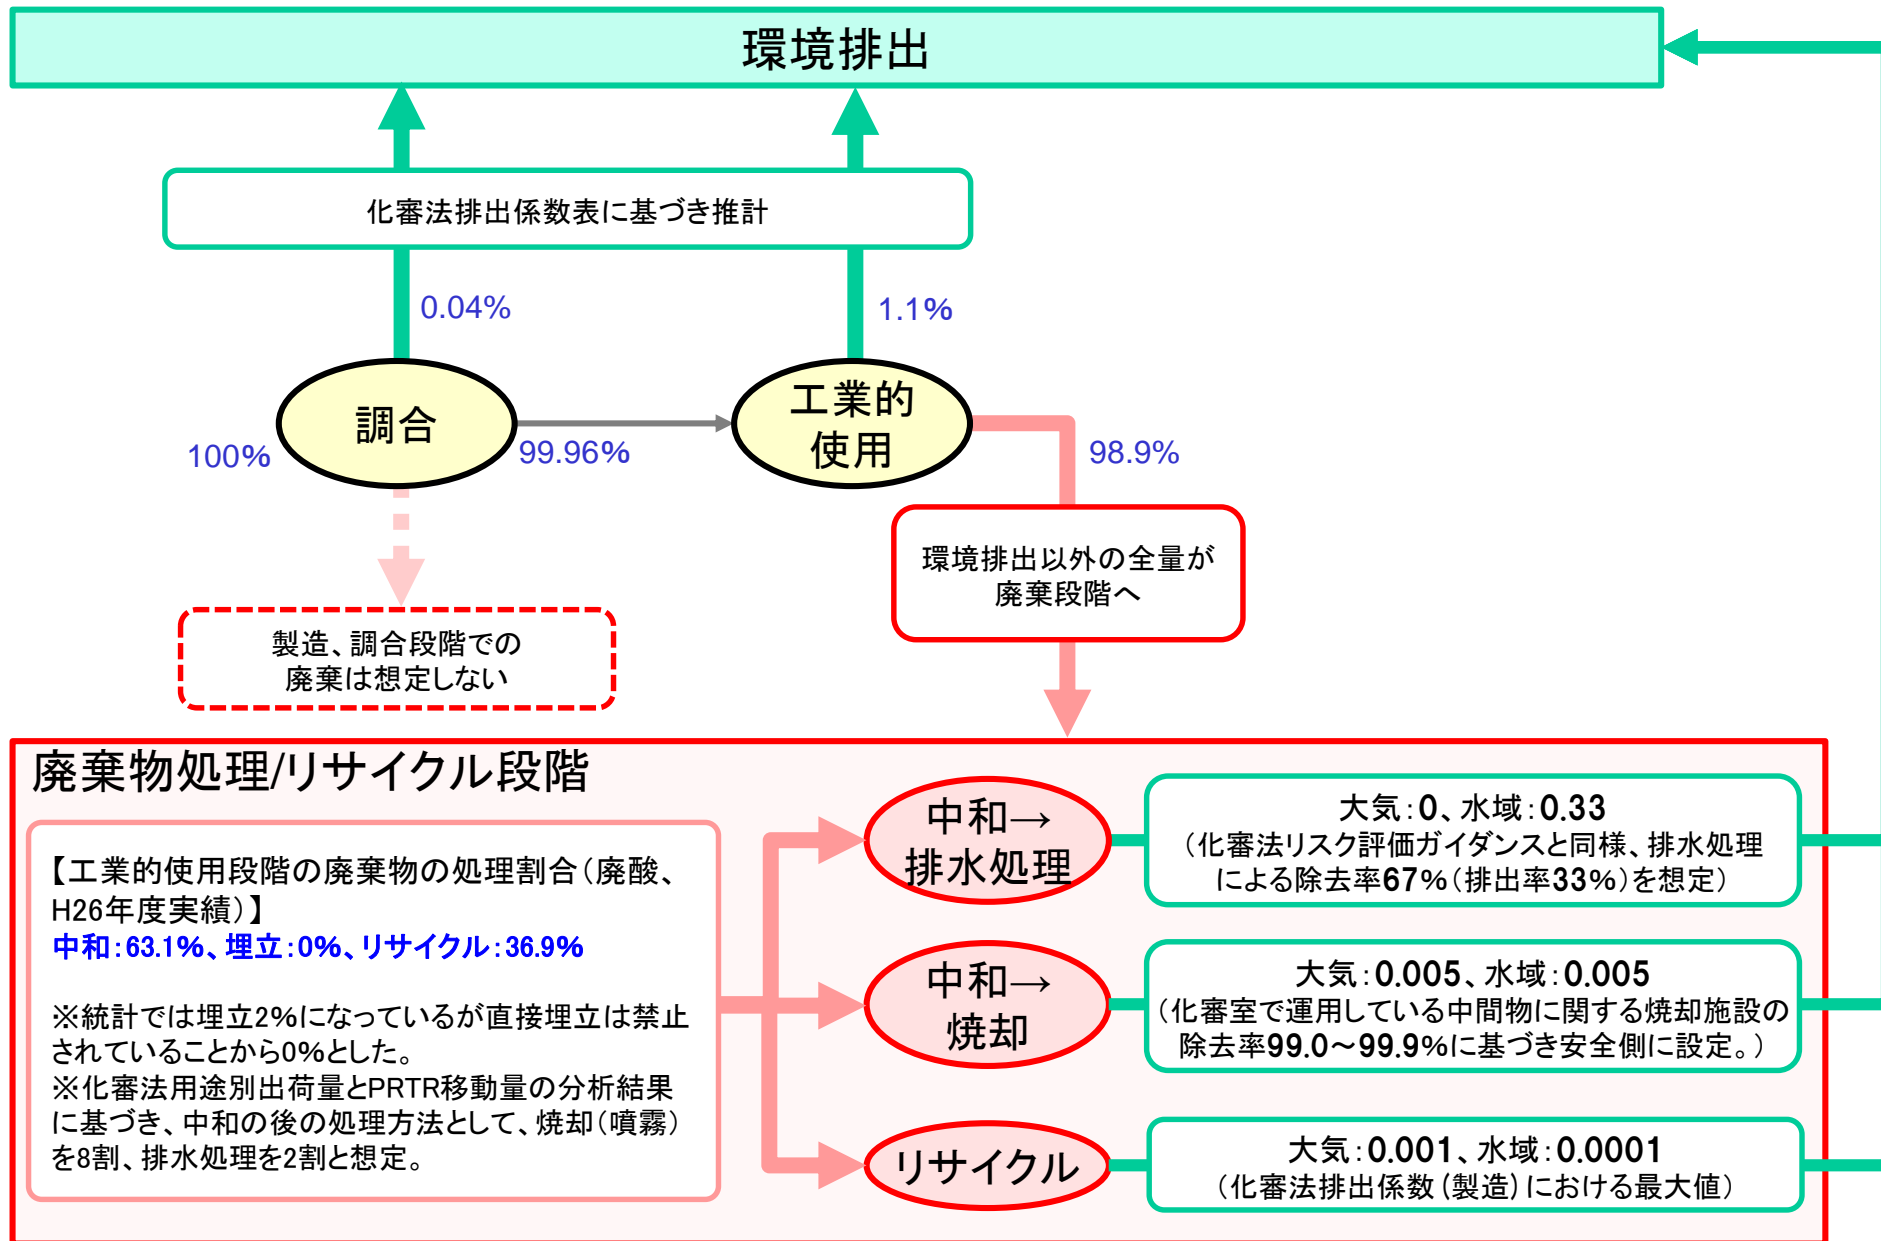 環境排出
化審法排出係数表に基づき推計
0.04%
1.1%
調合
工業的
使用
100%
99.96%
98.9%
環境排出以外の全量が
廃棄段階へ
製造、調合段階での
廃棄は想定しない
廃棄物処理/リサイクル段階
【工業的使用段階の廃棄物の処理割合（廃酸、
H26年度実績）】
中和：63.1%、埋立：0%、リサイクル：36.9%
※統計では埋立2%になっているが直接埋立は禁止
されていることから0%とした。
※化審法用途別出荷量とPRTR移動量の分析結果
に基づき、中和の後の処理方法として、焼却（噴霧）
を8割、排水処理を2割と想定。
中和→
排水処理
大気：0、水域：0.33
（化審法リスク評価ガイダンスと同様、排水処理
による除去率67%（排出率33%）を想定）
中和→
焼却
大気：0.005、水域：0.005
（化審室で運用している中間物に関する焼却施設の
除去率99.0～99.9%に基づき安全側に設定。）
リサイクル
大気：0.001、水域：0.0001
（化審法排出係数（製造）における最大値）